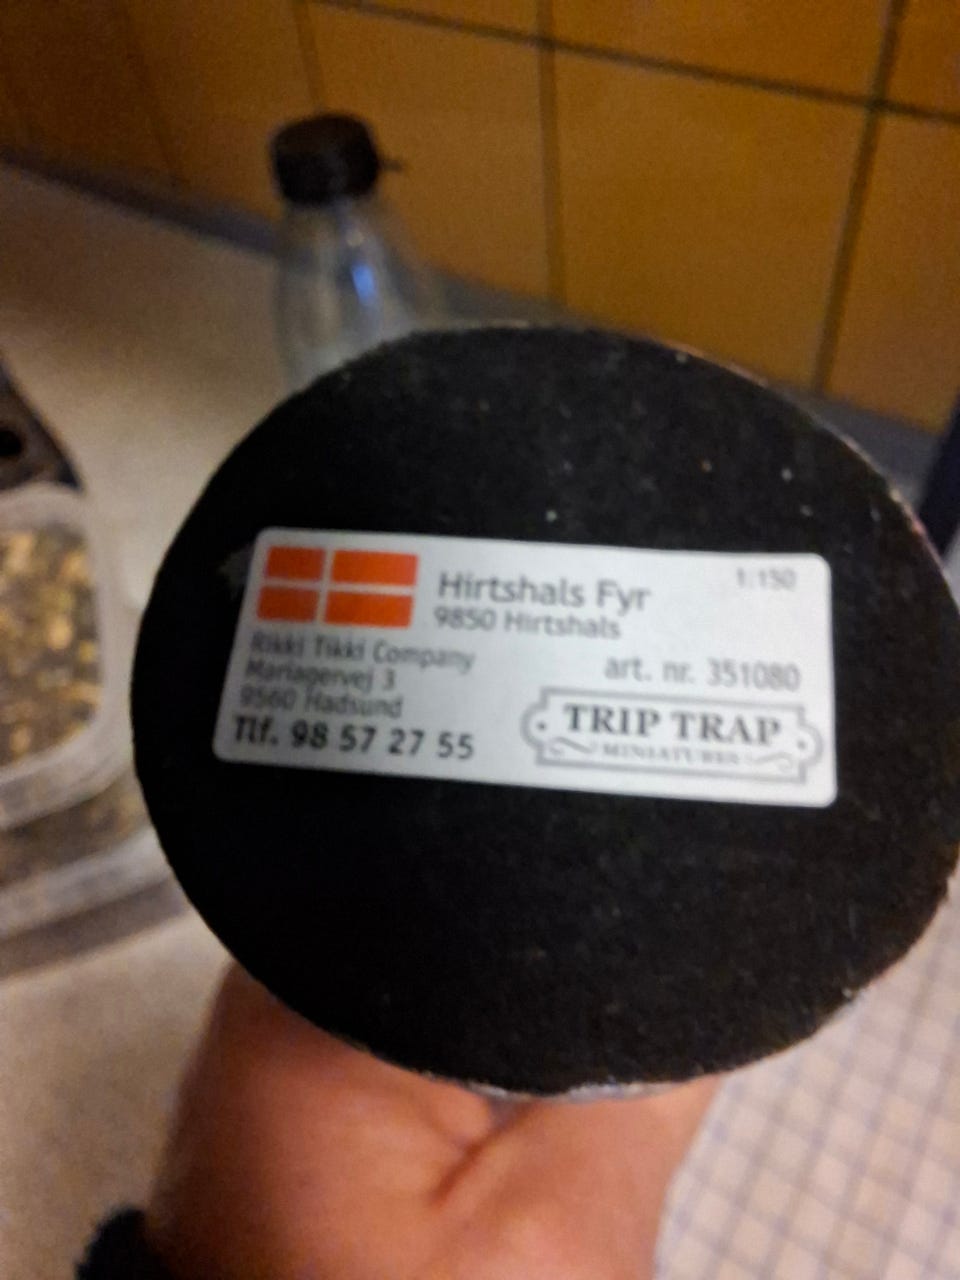 Hirtshals Fyr
1:150
9850 Hirtshals
Rikki Tikki Company
art. nr. 351080
Mariagervej 3
9560 Hadsund
Tlf. 98 57 27 55
TRIP TRAP
MINIATURES